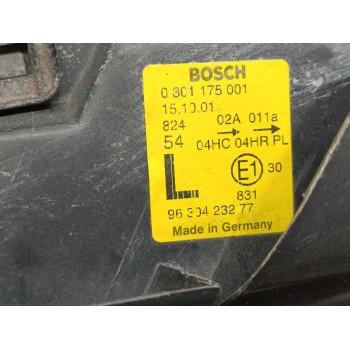 BOSCH
0 301 175 001
15.10.01
824 02A 011a
54 04HC 04HR PL
E1 30
L 831
96 304 232 77
Made in Germany